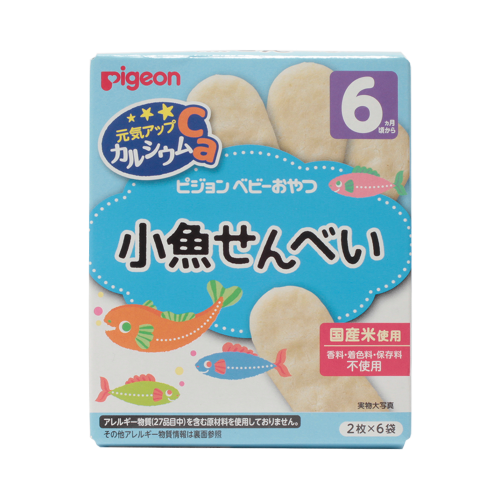 Pigeon
6
ヵ月
頃から
元気アップ
カルシウム
Ca
ピジョン ベビーおやつ
小魚せんべい
国産米使用
香料・着色料・保存料
不使用
実物大写真
アレルギー物質(27品目中)を含む原材料を使用しておりません。
その他アレルギー物質情報は裏面参照
2枚×6袋